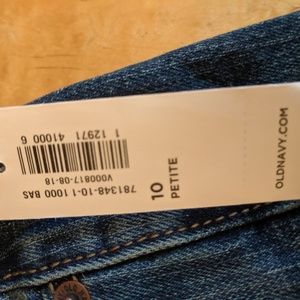 1 12971 41000 6
781348-10-1 1000 BAS
V000817-08-18
10
PETITE
OLDNAVY.COM